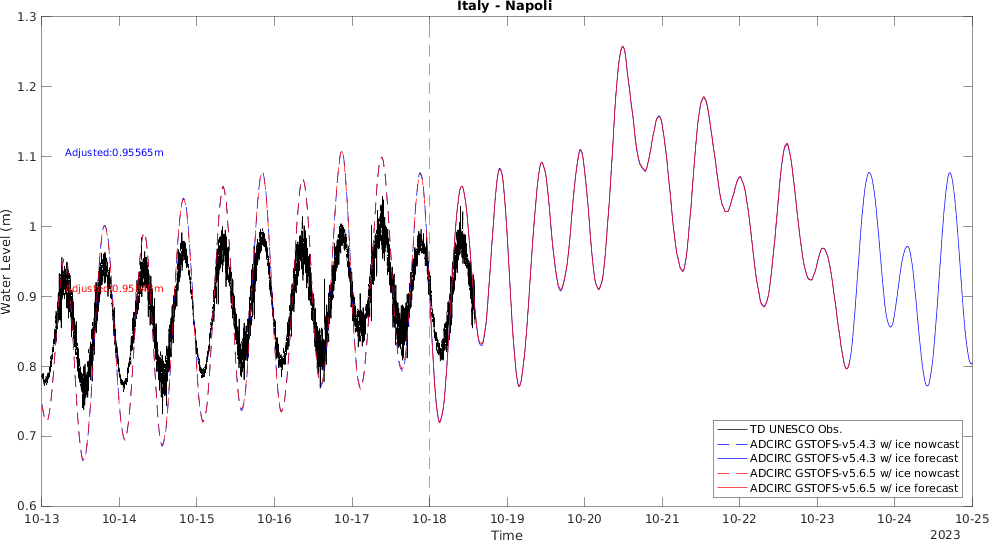 Italy - Napoli
1.3
1.2
1.1
1
0.9
0.8
0.7
0.6
Water Level (m)
Adjusted:0.95565m
10-13
10-14
10-15
10-16
10-17
10-18
10-19
10-20
10-21
10-22
10-23
10-24
10-25
Time
2023
TD UNESCO Obs.
ADCIRC GSTOFS-v5.4.3 w/ ice nowcast
ADCIRC GSTOFS-v5.4.3 w/ ice forecast
ADCIRC GSTOFS-v5.6.5 w/ ice nowcast
ADCIRC GSTOFS-v5.6.5 w/ ice forecast